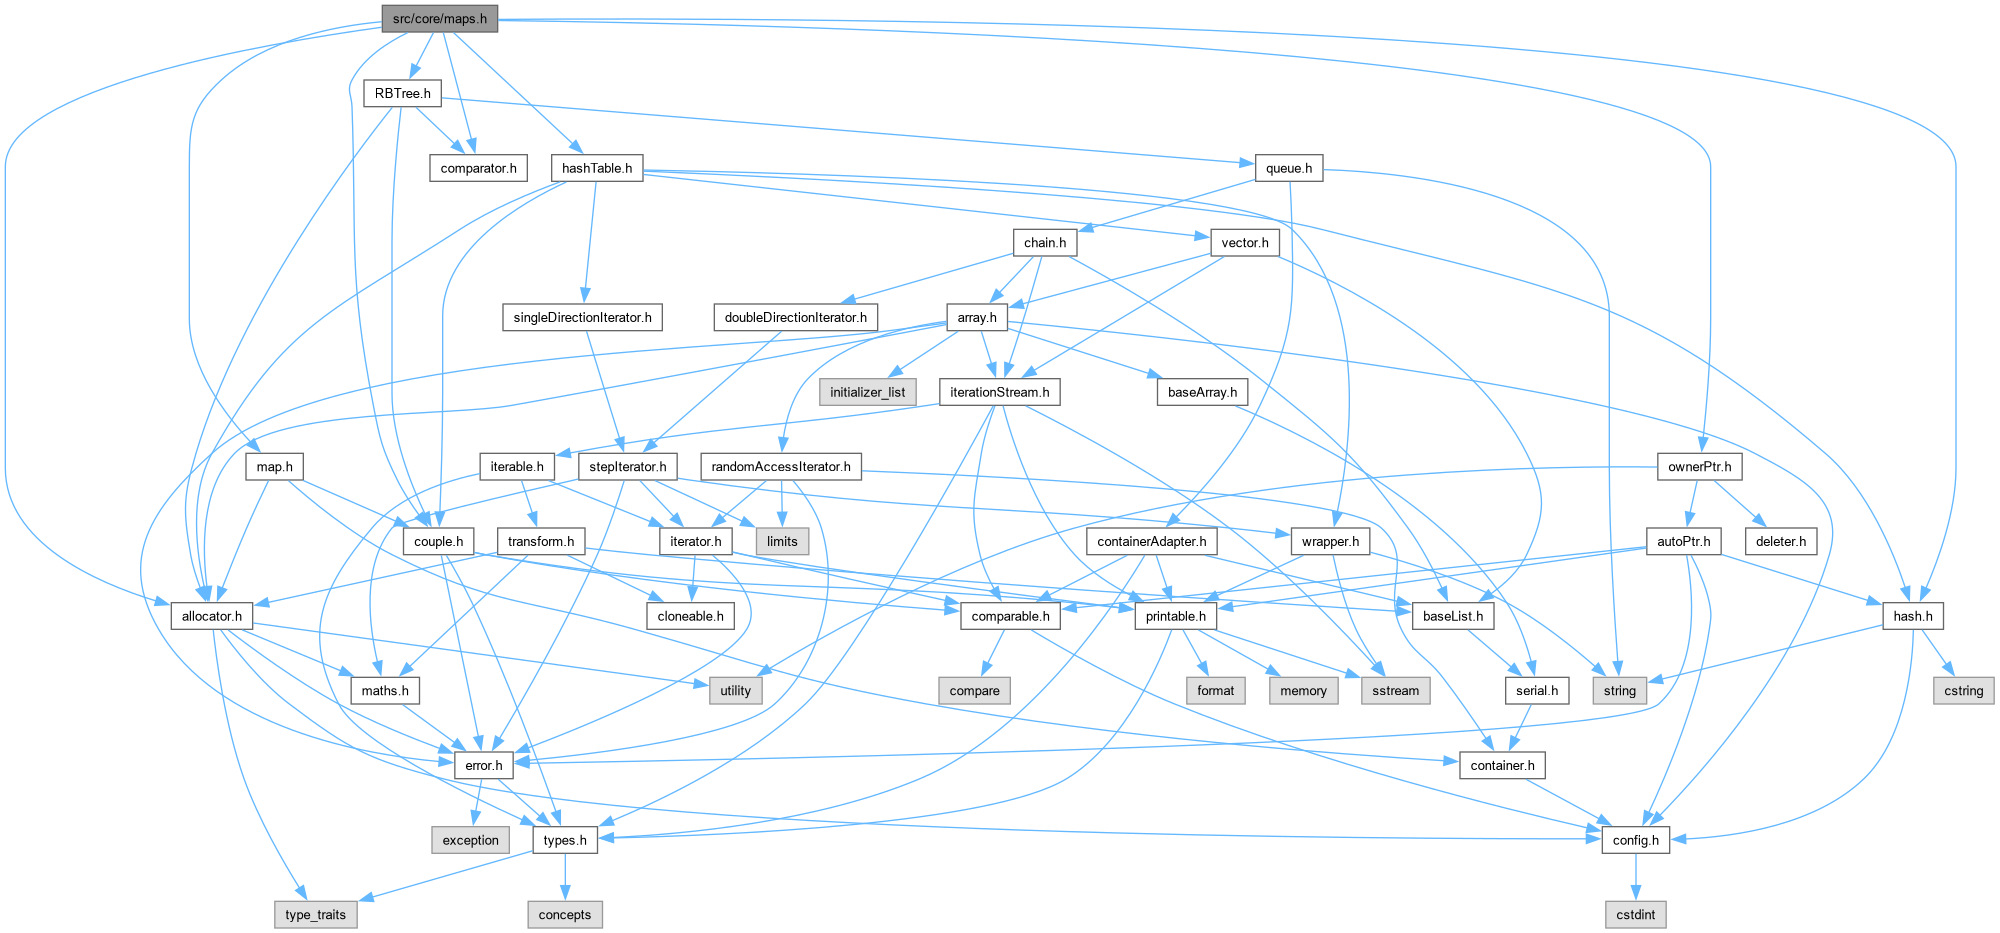 src/core/maps.h
RBTree.h
comparator.h
hashTable.h
queue.h
chain.h
vector.h
singleDirectionIterator.h
doubleDirectionIterator.h
array.h
initializer_list
iterationStream.h
baseArray.h
map.h
iterable.h
stepIterator.h
randomAccessIterator.h
ownerPtr.h
couple.h
transform.h
iterator.h
limits
containerAdapter.h
wrapper.h
autoPtr.h
deleter.h
allocator.h
cloneable.h
comparable.h
printable.h
baseList.h
hash.h
maths.h
utility
compare
format
memory
sstream
serial.h
string
cstring
error.h
container.h
exception
types.h
config.h
type_traits
concepts
cstdint